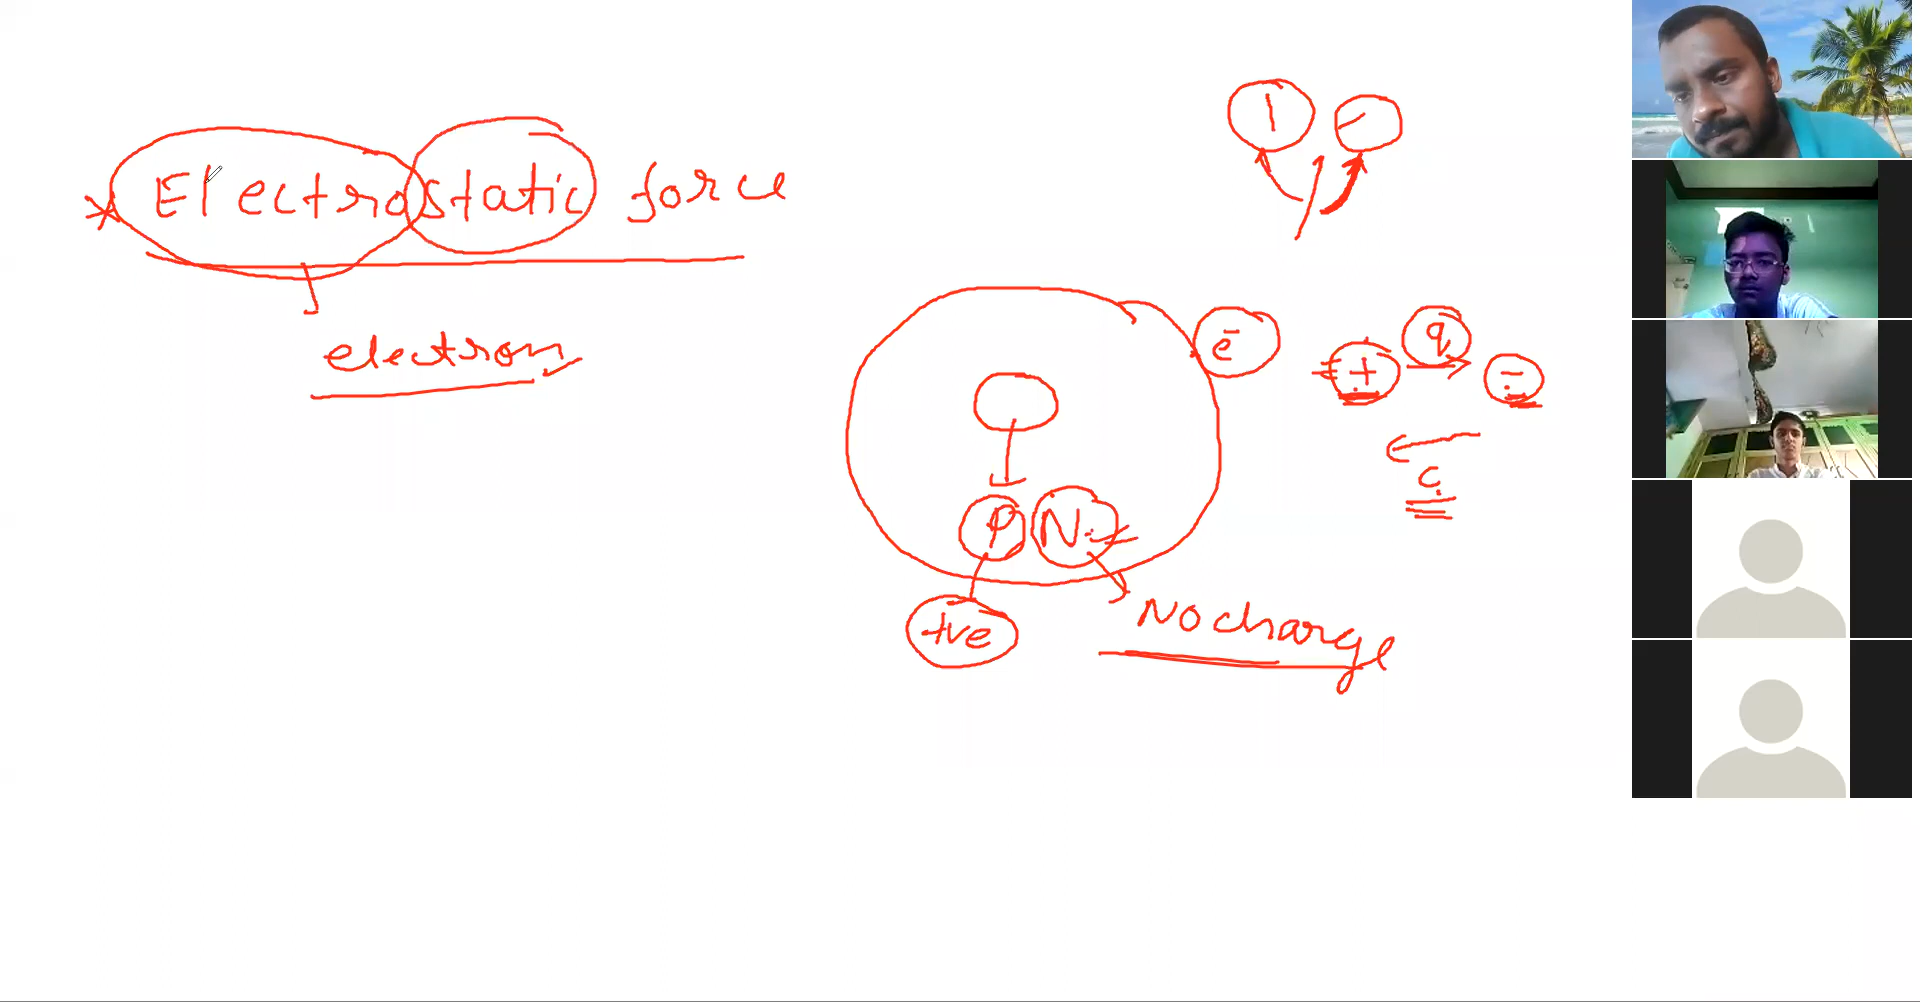 * Electrostatic force
electron
e-
+ q -
c
P N
+ve
No charge